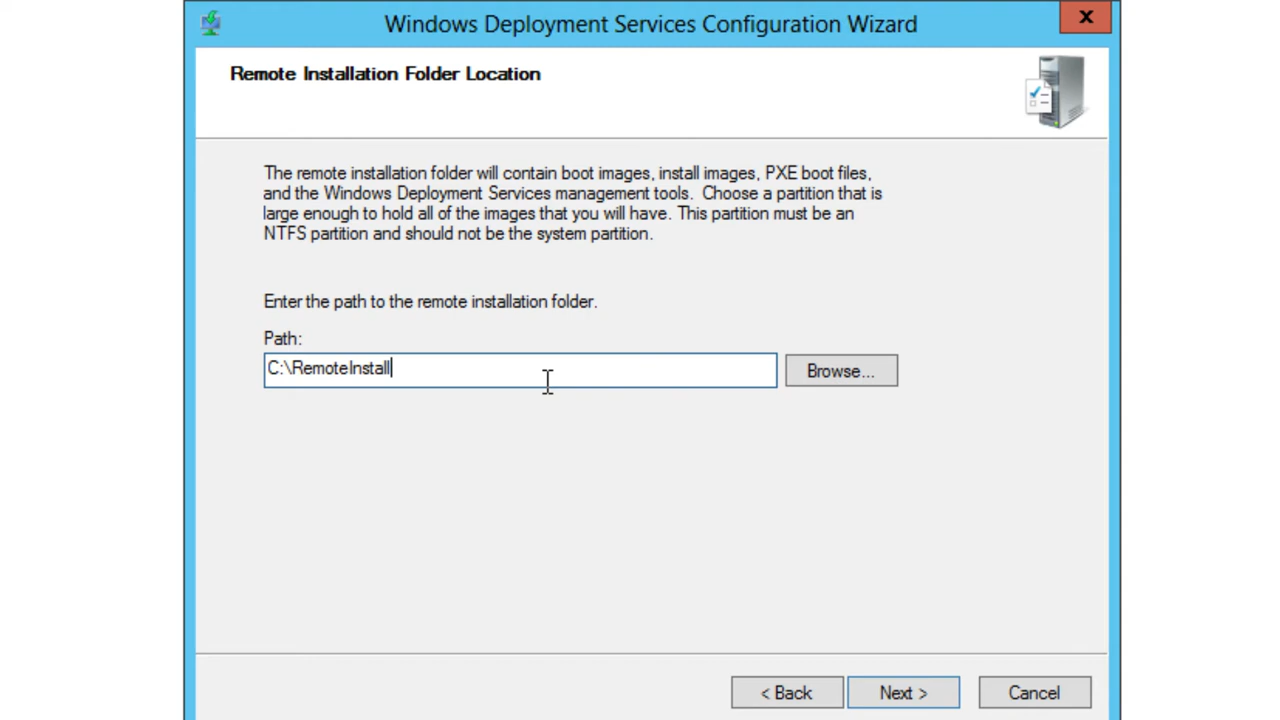 Windows Deployment Services Configuration Wizard
X
Remote Installation Folder Location
The remote installation folder will contain boot images, install images, PXE boot files,
and the Windows Deployment Services management tools. Choose a partition that is
large enough to hold all of the images that you will have. This partition must be an
NTFS partition and should not be the system partition.
Enter the path to the remote installation folder.
Path:
C:\RemoteInstall
Browse...
< Back
Next >
Cancel